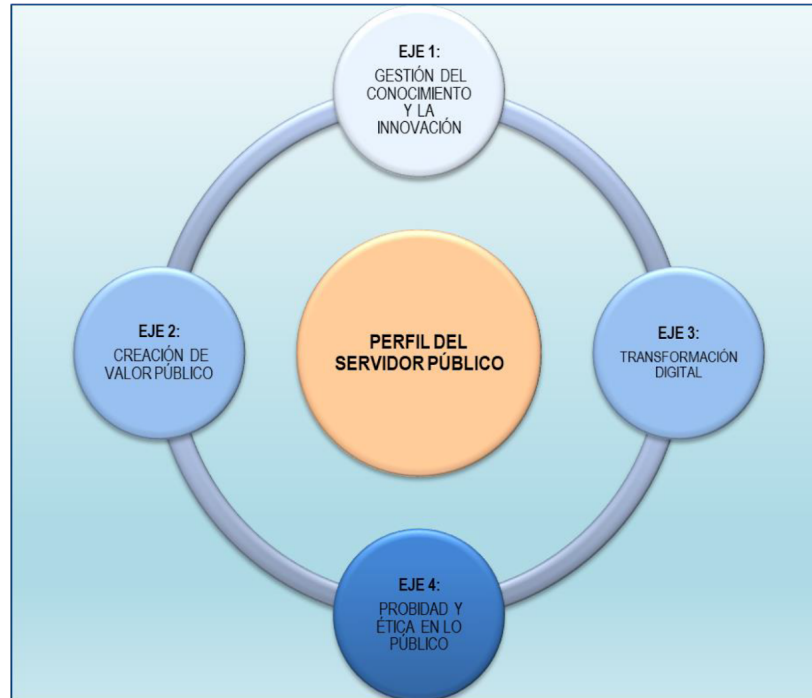 EJE 1:
GESTIÓN DEL
CONOCIMIENTO
Y LA
INNOVACIÓN
EJE 2:
CREACIÓN DE
VALOR PÚBLICO
PERFIL DEL
SERVIDOR PÚBLICO
EJE 3:
TRANSFORMACIÓN
DIGITAL
EJE 4:
PROBIDAD Y
ÉTICA EN LO
PÚBLICO